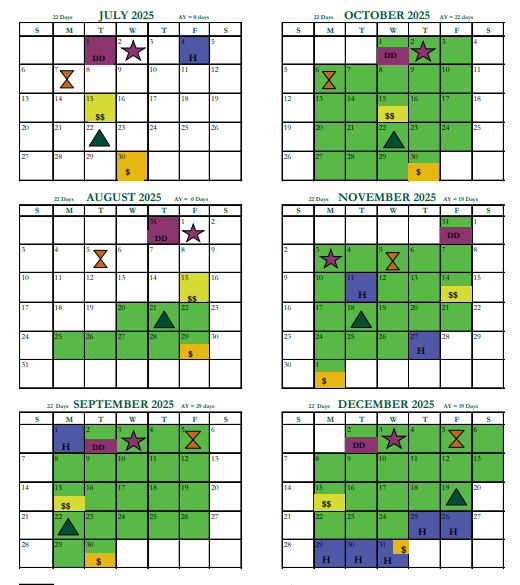 22 Days JULY 2025 AY = 0 days
S M T W T F S
1 2 3 4 5
DD H
6 7 8 9 10 11 12
13 14 15 16 17 18 19
$$
20 21 22 23 24 25 26
27 28 29 30
$
22 Days OCTOBER 2025 AY = 22 days
S M T W T F S
1 2 3 4
DD
5 6 7 8 9 10 11
12 13 14 15 16 17 18
$$
19 20 21 22 23 24 25
26 27 28 29 30 31
$
22 Days AUGUST 2025 AY = 0 Days
S M T W T F S
31 1 2
DD
3 4 5 6 7 8 9
10 11 12 13 14 15 16
$$
17 18 19 20 21 22 23
24 25 26 27 28 29 30
$
31
22 Days NOVEMBER 2025 AY = 19 Days
S M T W T F S
31
DD
2 3 4 5 6 7 8
9 10 11 12 13 14 15
H $$
16 17 18 19 20 21 22
23 24 25 26 27 28 29
H
30 1
$
22 Days SEPTEMBER 2025 AY = 29 days
S M T W T F S
1 2 3 4 5 6
H DD
7 8 9 10 11 12 13
14 15 16 17 18 19 20
$$
21 22 23 24 25 26 27
28 29 30
$
22 Days DECEMBER 2025 AY = 19 Days
S M T W T F S
2 3 4 5 6
DD
7 8 9 10 11 12 13
14 15 16 17 18 19 20
$$
21 22 23 24 25 26 27
H H
28 29 30 31 $
H H H